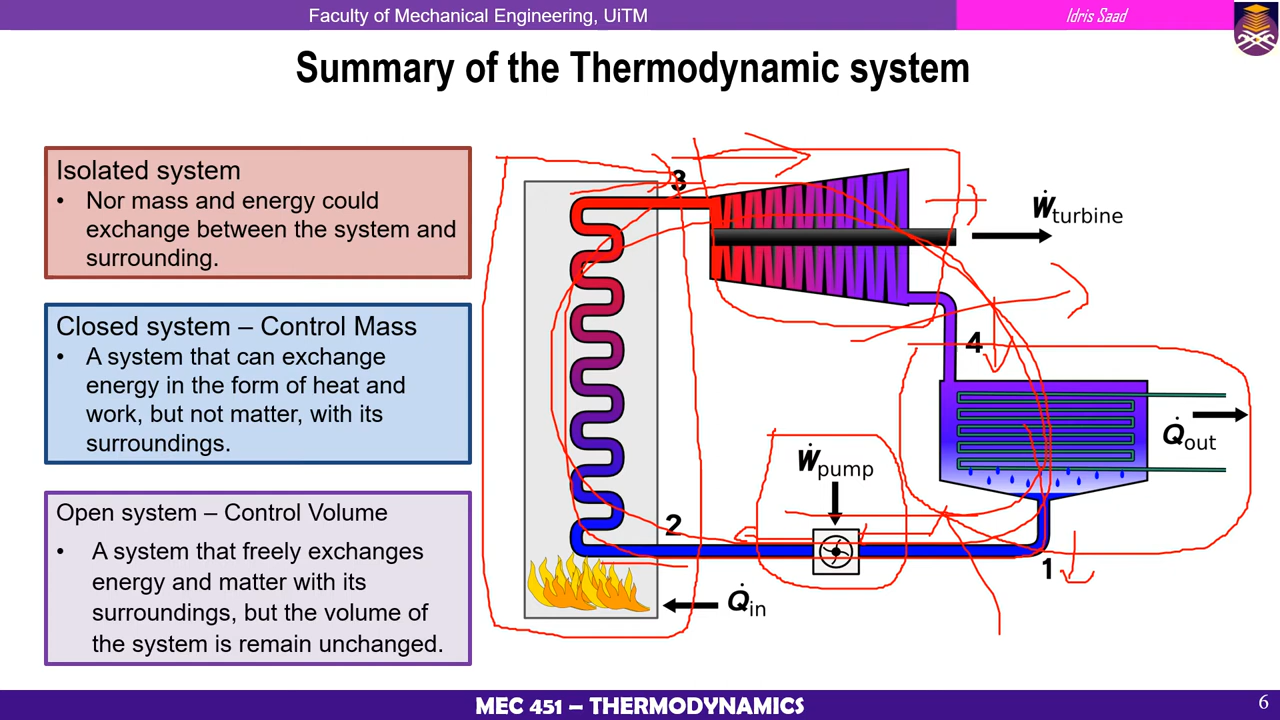 Faculty of Mechanical Engineering, UiTM
Idris Saad
Summary of the Thermodynamic system
Isolated system
• Nor mass and energy could
exchange between the system and
surrounding.
Closed system – Control Mass
• A system that can exchange
energy in the form of heat and
work, but not matter, with its
surroundings.
Open system – Control Volume
• A system that freely exchanges
energy and matter with its
surroundings, but the volume of
the system is remain unchanged.
3
Ẇturbine
4
Q̇out
Ẇpump
2
1
Q̇in
MEC 451 – THERMODYNAMICS
6